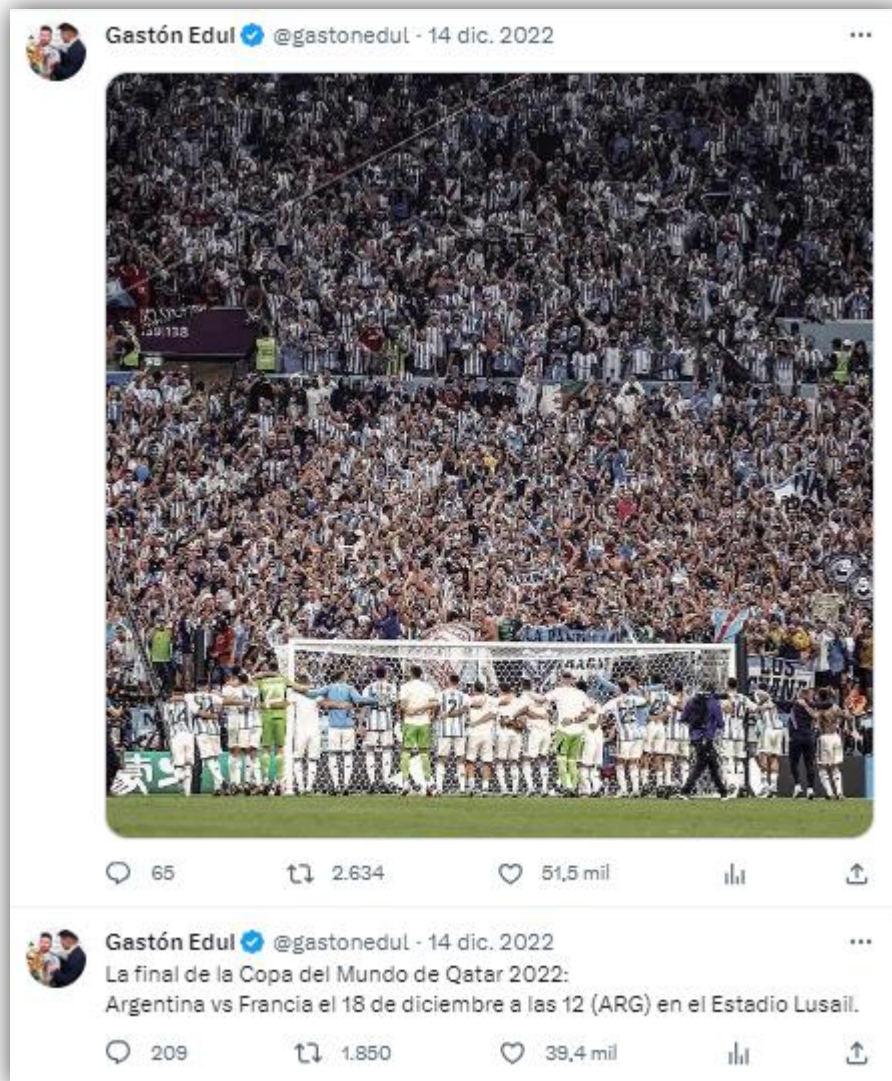 Gastón Edul @gastonedul · 14 dic. 2022
138
65 2.634 51,5 mil
Gastón Edul @gastonedul · 14 dic. 2022
La final de la Copa del Mundo de Qatar 2022:
Argentina vs Francia el 18 de diciembre a las 12 (ARG) en el Estadio Lusail.
209 1.850 39,4 mil